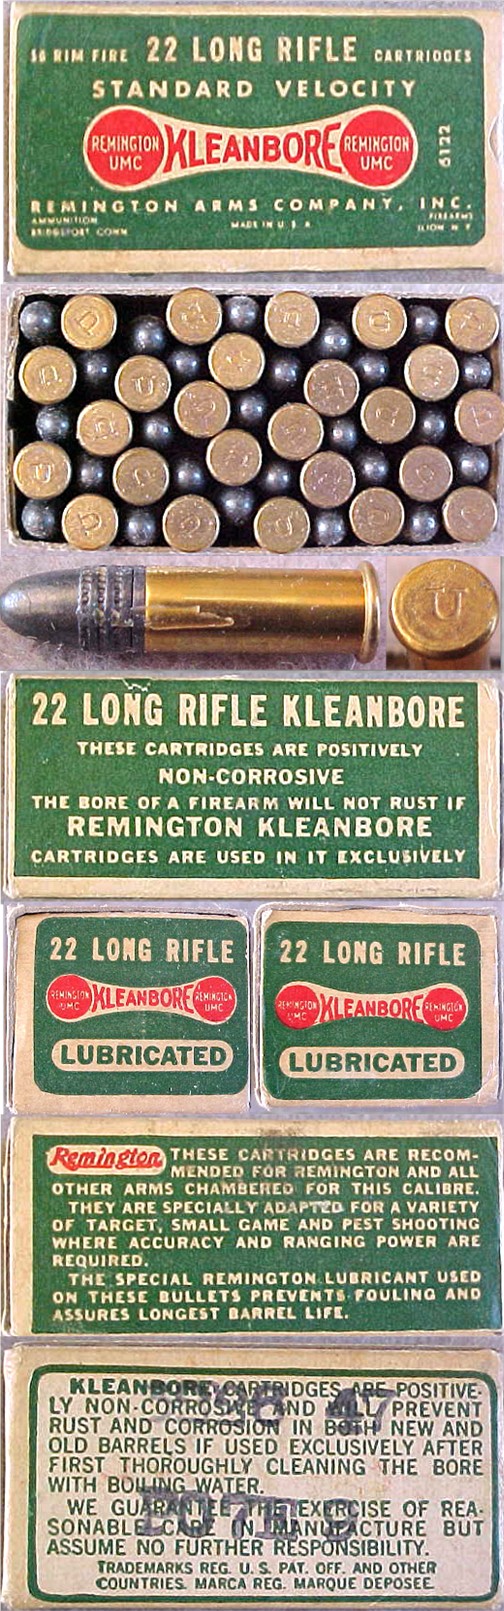 50 RIM FIRE 22 LONG RIFLE CARTRIDGES
STANDARD VELOCITY
REMINGTON UMC KLEANBORE REMINGTON UMC
6122
REMINGTON ARMS COMPANY, INC.
AMMUNITION BRIDGEPORT CONN MADE IN U S A FIREARMS ILION N Y
U
22 LONG RIFLE KLEANBORE
THESE CARTRIDGES ARE POSITIVELY
NON-CORROSIVE
THE BORE OF A FIREARM WILL NOT RUST IF
REMINGTON KLEANBORE
CARTRIDGES ARE USED IN IT EXCLUSIVELY
22 LONG RIFLE
REMINGTON UMC KLEANBORE REMINGTON UMC
LUBRICATED
22 LONG RIFLE
REMINGTON UMC KLEANBORE REMINGTON UMC
LUBRICATED
Remington THESE CARTRIDGES ARE RECOM-
MENDED FOR REMINGTON AND ALL
OTHER ARMS CHAMBERED FOR THIS CALIBRE.
THEY ARE SPECIALLY ADAPTED FOR A VARIETY
OF TARGET, SMALL GAME AND PEST SHOOTING
WHERE ACCURACY AND RANGING POWER ARE
REQUIRED.
THE SPECIAL REMINGTON LUBRICANT USED
ON THESE BULLETS PREVENTS FOULING AND
ASSURES LONGEST BARREL LIFE.
KLEANBORE CARTRIDGES ARE POSITIVE-
LY NON-CORROSIVE AND WILL PREVENT
RUST AND CORROSION IN BOTH NEW AND
OLD BARRELS IF USED EXCLUSIVELY AFTER
FIRST THOROUGHLY CLEANING THE BORE
WITH BOILING WATER.
WE GUARANTEE THE EXERCISE OF REA-
SONABLE CARE IN MANUFACTURE BUT
ASSUME NO FURTHER RESPONSIBILITY.
TRADEMARKS REG. U. S. PAT. OFF. AND OTHER
COUNTRIES. MARCA REG. MARQUE DEPOSEE.